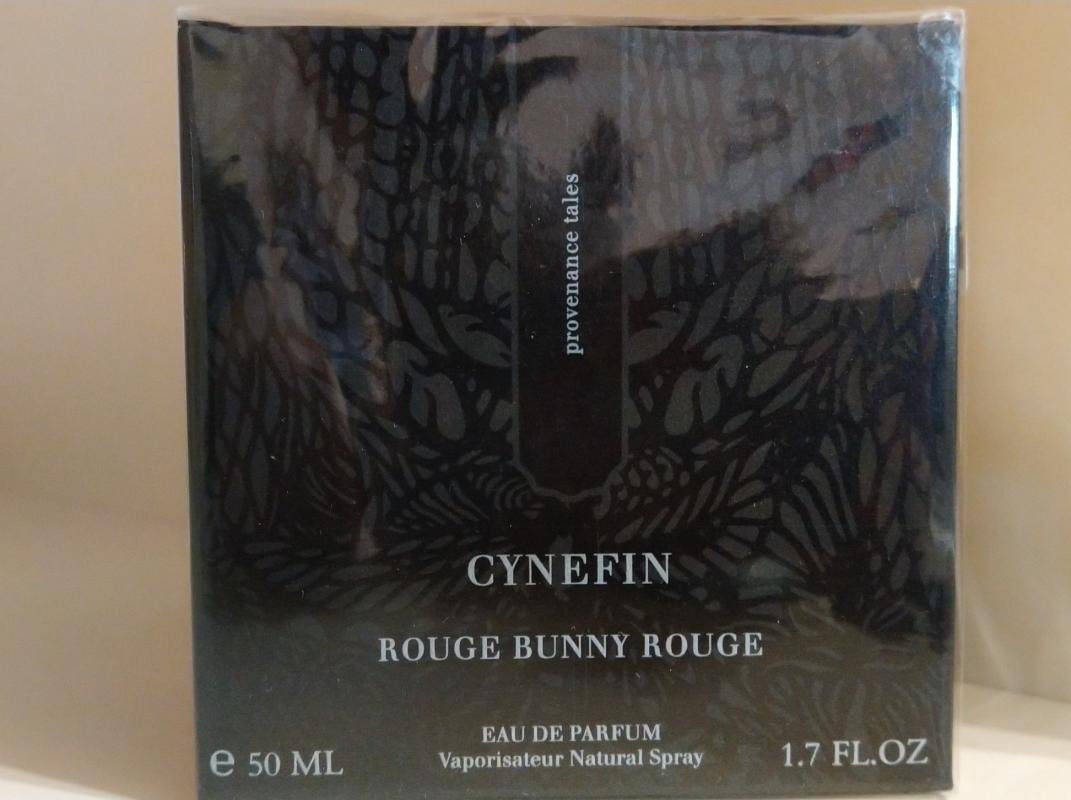 provenance tales
CYNEFIN
ROUGE BUNNY ROUGE
EAU DE PARFUM
Vaporisateur Natural Spray
℮ 50 ML
1.7 FL.OZ